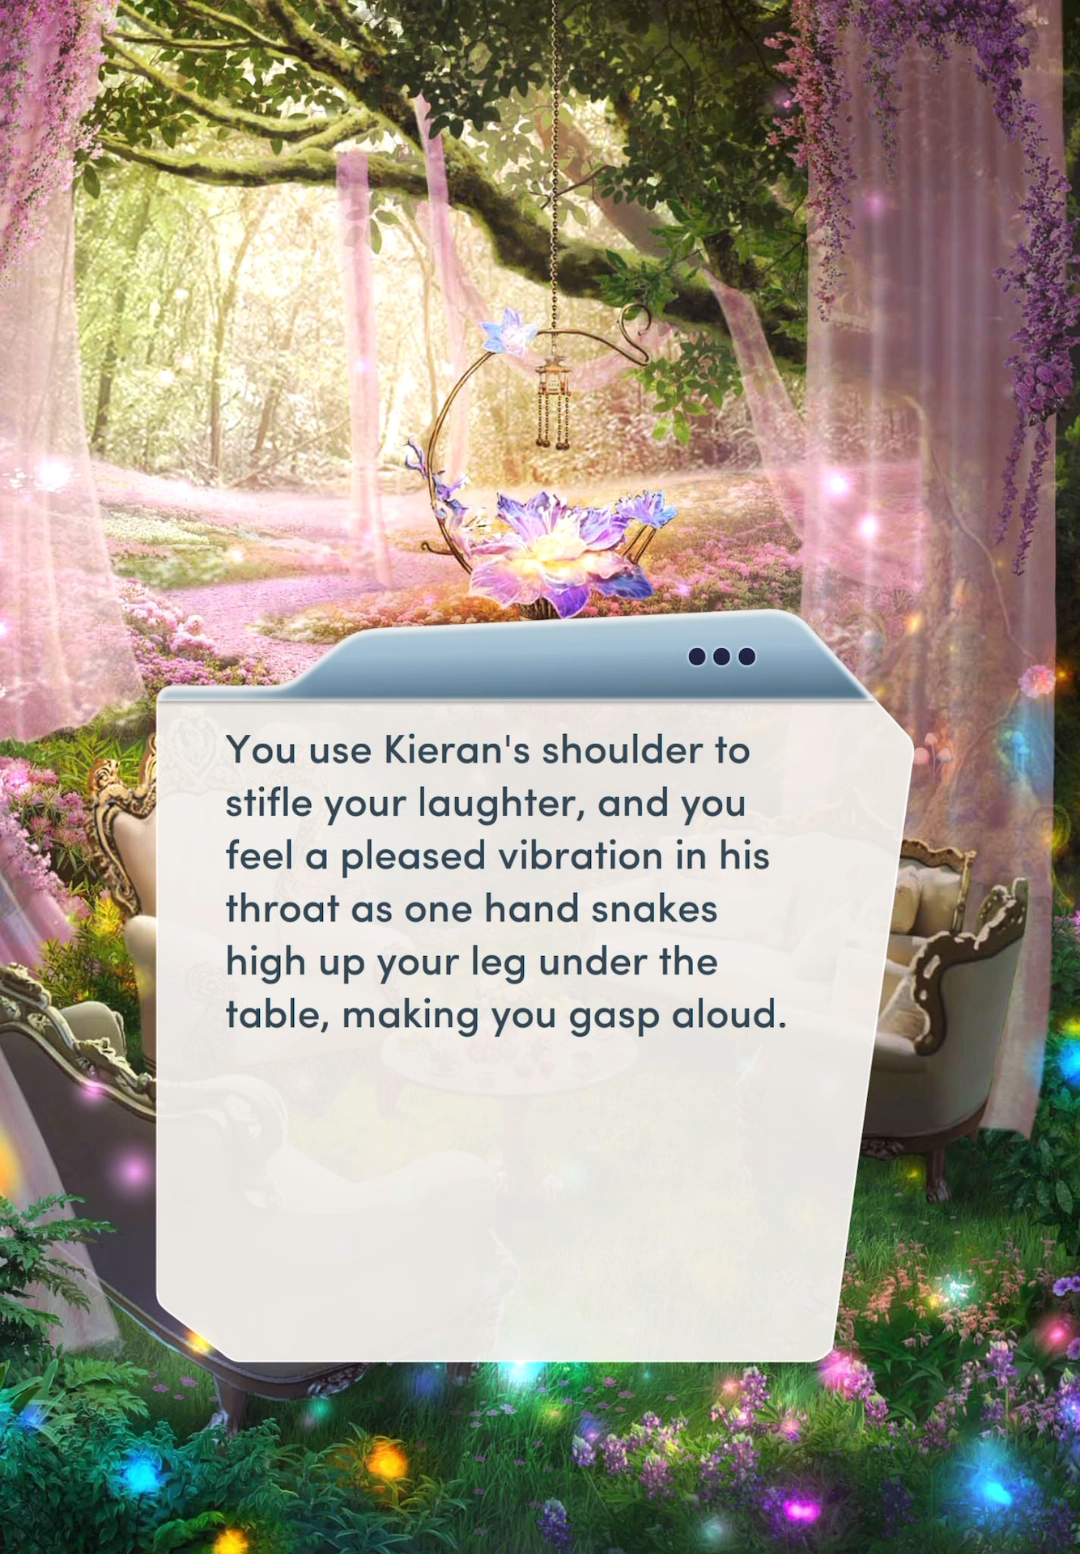 You use Kieran's shoulder to
stifle your laughter, and you
feel a pleased vibration in his
throat as one hand snakes
high up your leg under the
table, making you gasp aloud.